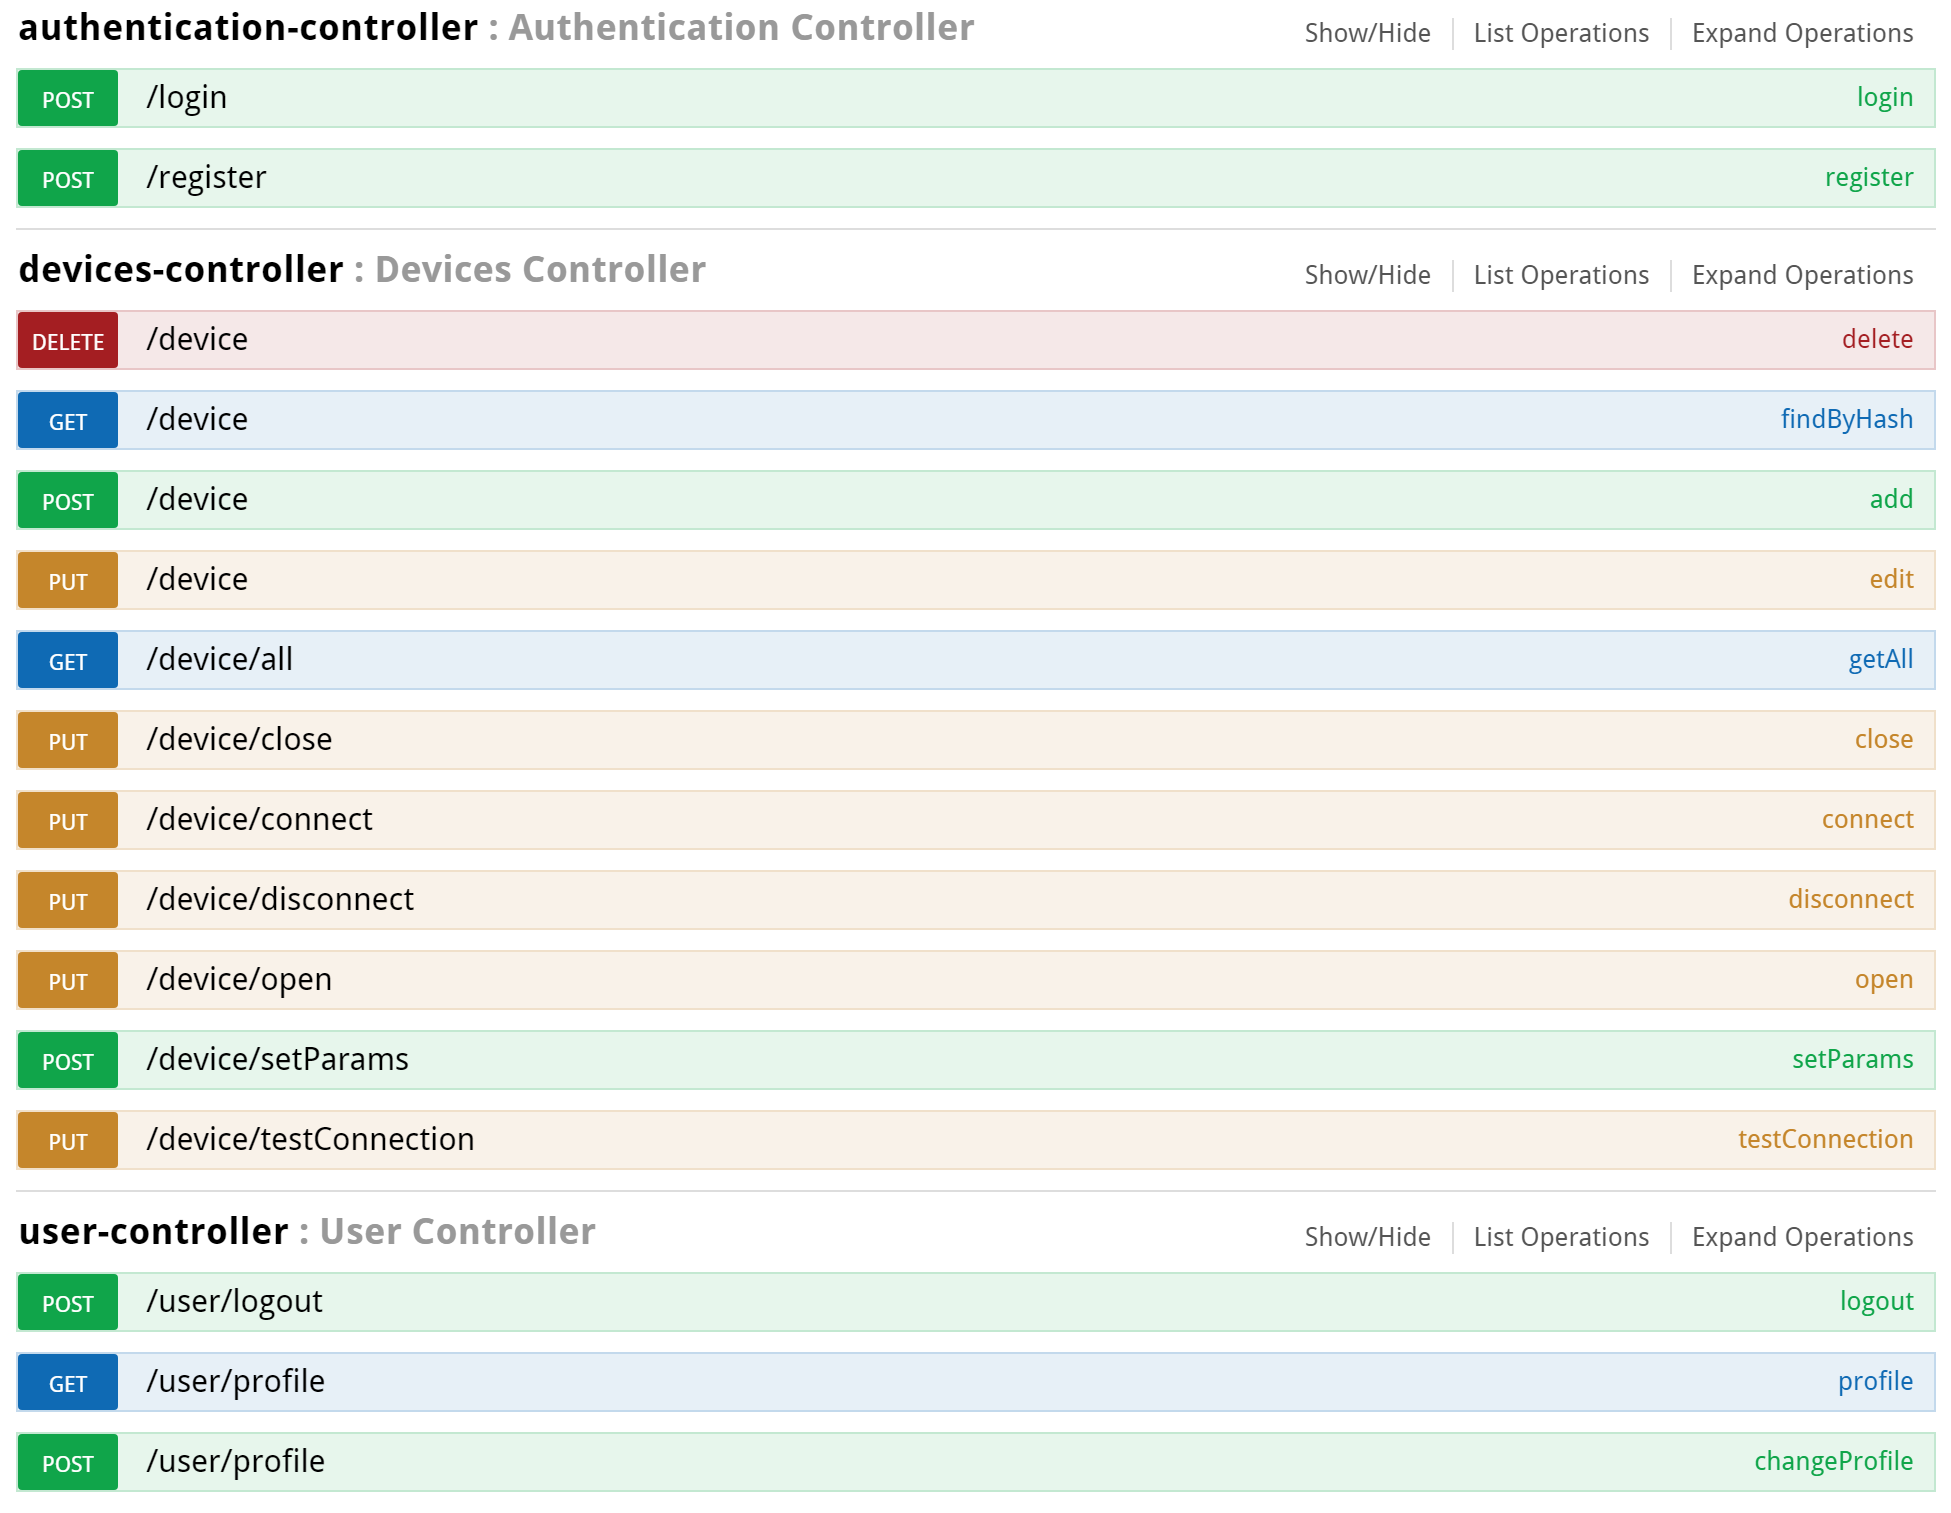 authentication-controller : Authentication Controller Show/Hide List Operations Expand Operations
POST /login login
POST /register register
devices-controller : Devices Controller Show/Hide List Operations Expand Operations
DELETE /device delete
GET /device findByHash
POST /device add
PUT /device edit
GET /device/all getAll
PUT /device/close close
PUT /device/connect connect
PUT /device/disconnect disconnect
PUT /device/open open
POST /device/setParams setParams
PUT /device/testConnection testConnection
user-controller : User Controller Show/Hide List Operations Expand Operations
POST /user/logout logout
GET /user/profile profile
POST /user/profile changeProfile